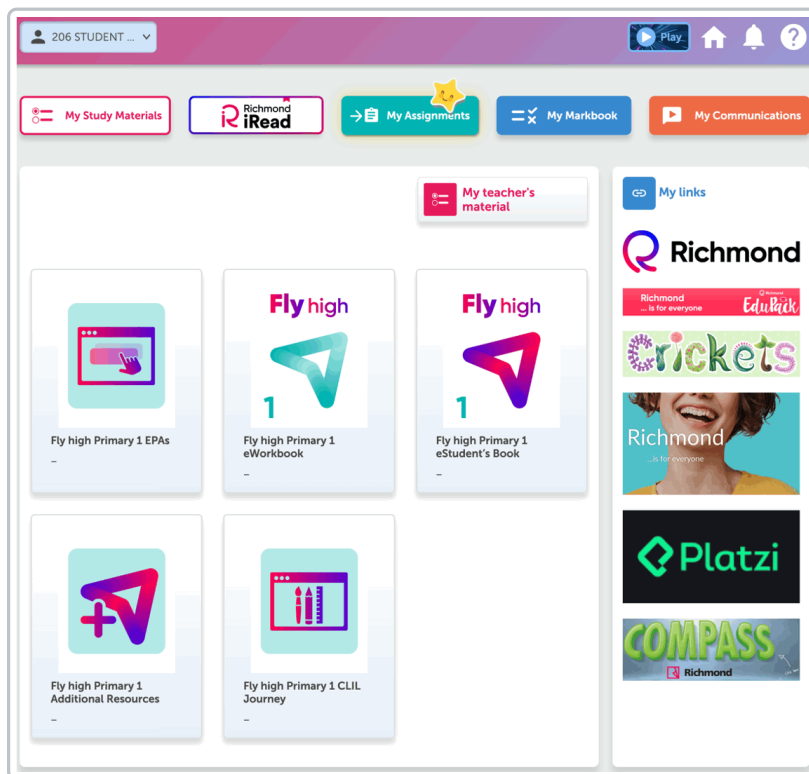 206 STUDENT ...
Play
My Study Materials
Richmond
iRead
My Assignments
My Markbook
My Communications
My teacher's
material
My links
Richmond
Richmond
... is for everyone
Richmond
EduPack
Crickets
Richmond
...is for everyone
Platzi
COMPASS
Richmond
Fly high
1
Fly high
1
Fly high Primary 1 EPAs
–
Fly high Primary 1
eWorkbook
–
Fly high Primary 1
eStudent's Book
–
Fly high Primary 1
Additional Resources
–
Fly high Primary 1 CLIL
Journey
–